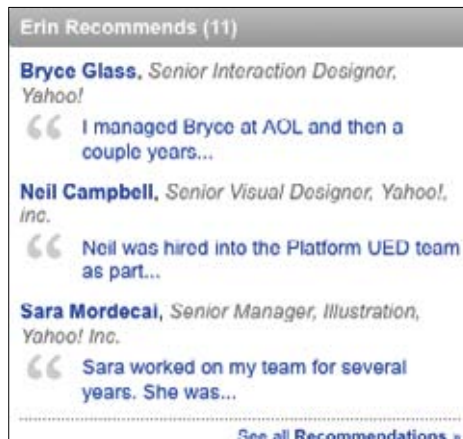 Erin Recommends (11)
Bryce Glass, Senior Interaction Designer,
Yahoo!
I managed Bryce at AOL and then a
couple years...
Neil Campbell, Senior Visual Designer, Yahoo!,
inc.
Neil was hired into the Platform UED team
as part...
Sara Mordecai, Senior Manager, Illustration,
Yahoo! Inc.
Sara worked on my team for several
years. She was...
See all Recommendations »